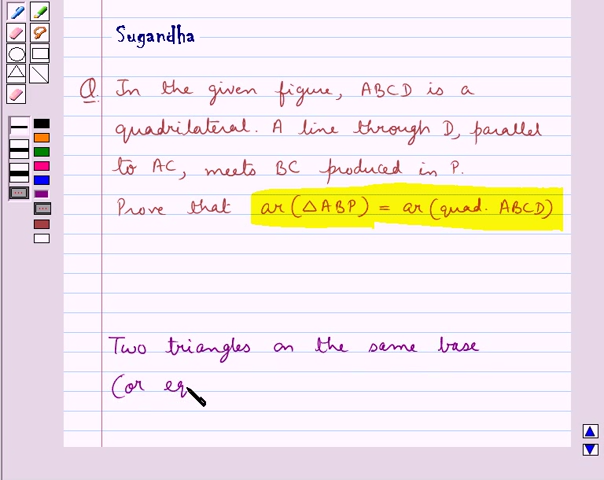 Sugandha
Q. In the given figure, ABCD is a
quadrilateral. A line through D, parallel
to AC, meets BC produced in P.
Prove that ar (△ABP) = ar (quad. ABCD)
Two triangles on the same base
(or eq